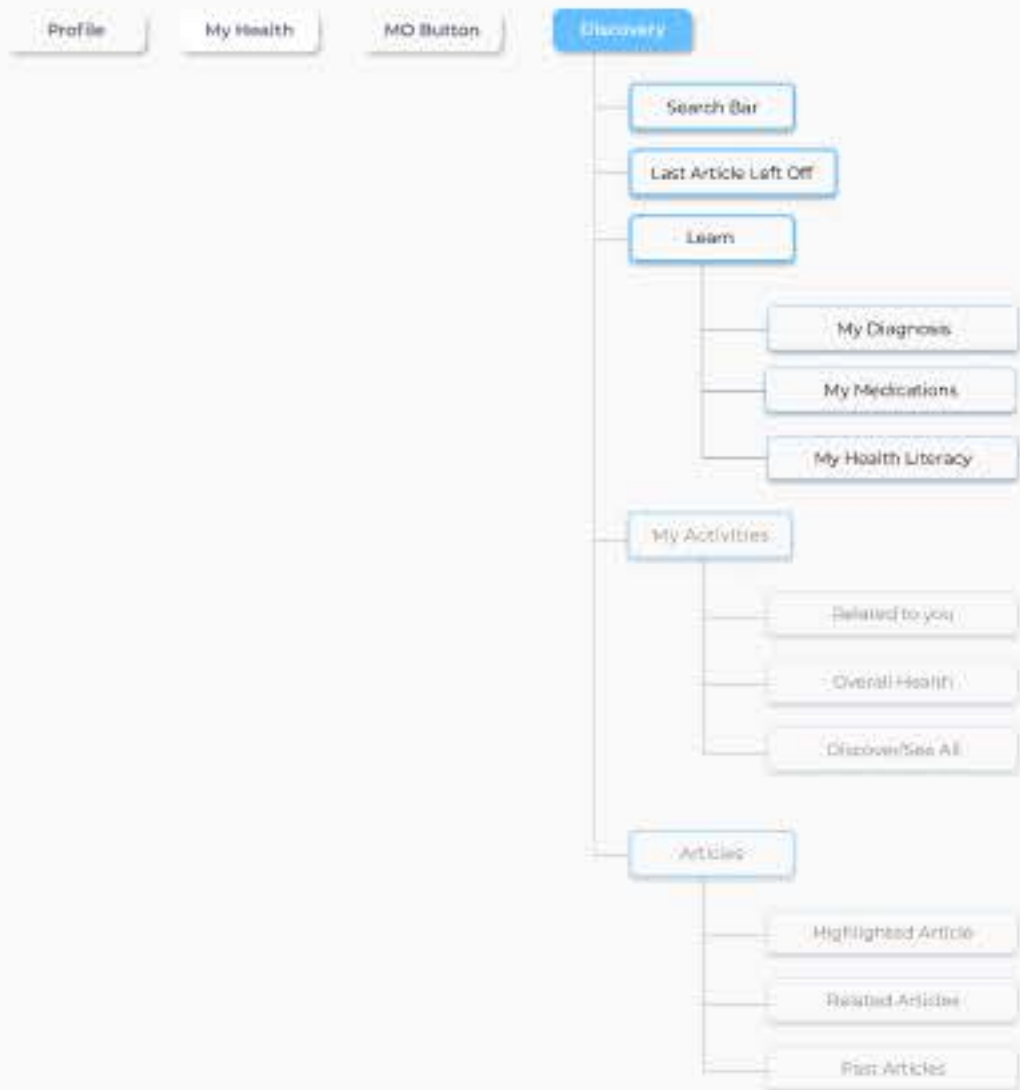 Profile
My Health
MO Button
Discovery
Search Bar
Last Article Left Off
Learn
My Diagnosis
My Medications
My Health Literacy
My Activities
Related to you
Overall Health
Discover/See All
Articles
Highlighted Article
Related Articles
Past Articles